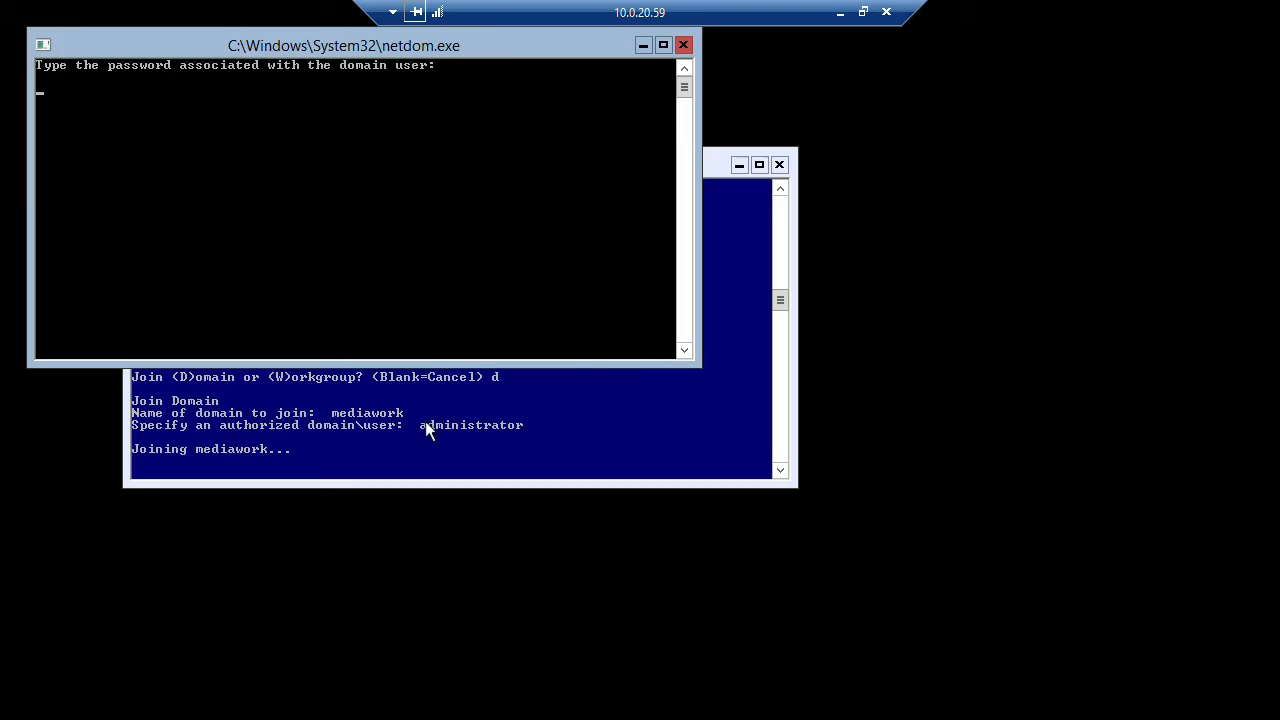 10.0.20.59
C:\Windows\System32\netdom.exe
Type the password associated with the domain user:
Join (D)omain or (W)orkgroup? (Blank=Cancel) d
Join Domain
Name of domain to join:  mediawork
Specify an authorized domain\user:  administrator
Joining mediawork...